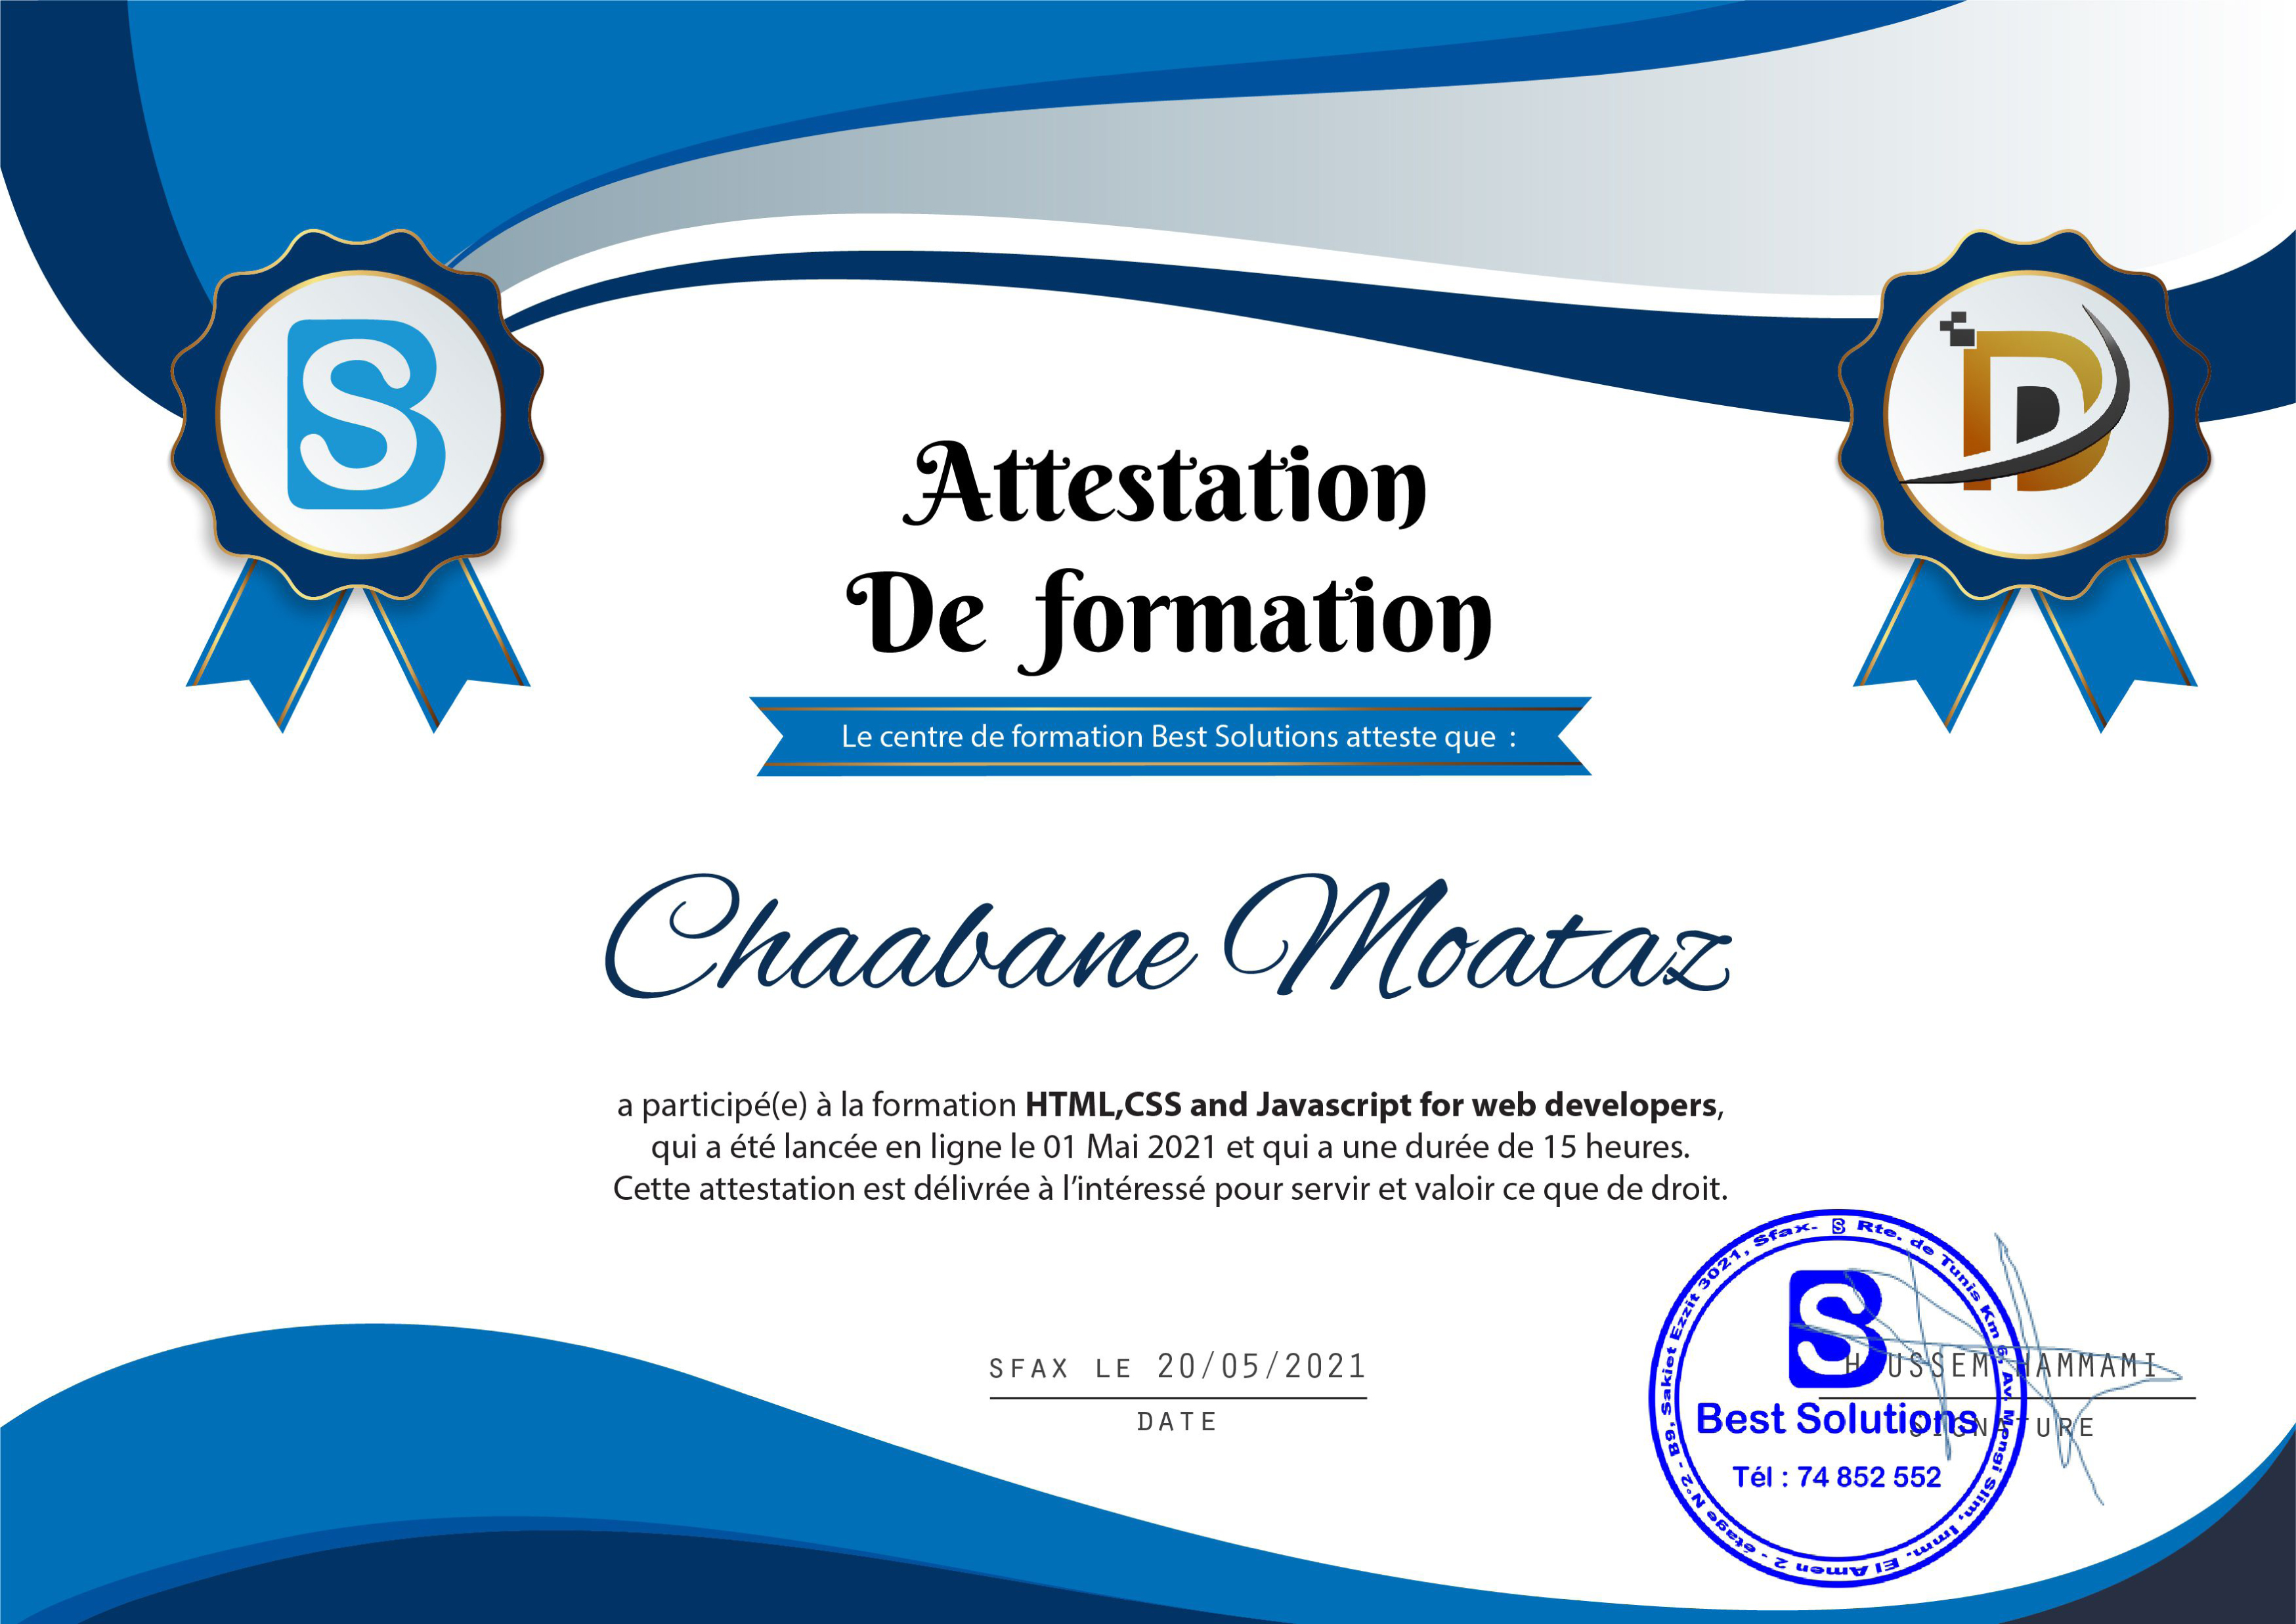 Attestation
De formation
Le centre de formation Best Solutions atteste que :
Chaabane Moataz
a participé(e) à la formation HTML,CSS and Javascript for web developers,
qui a été lancée en ligne le 01 Mai 2021 et qui a une durée de 15 heures.
Cette attestation est délivrée à l'intéressé pour servir et valoir ce que de droit.
SFAX LE 20/05/2021
DATE
HOUSSEM HAMMAMI
SIGNATURE
Rte. de Tunis Km 6, Av. Mongi Slim, Imm. El Amen 2 - étage N°2 - B9, Sakiet Ezzit 3021, Sfax-
Best Solutions
Tél : 74 852 552